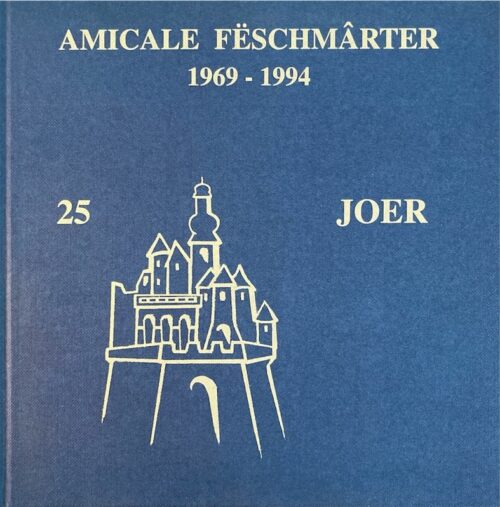 AMICALE FËSCHMÂRTER
1969 - 1994
25 JOER